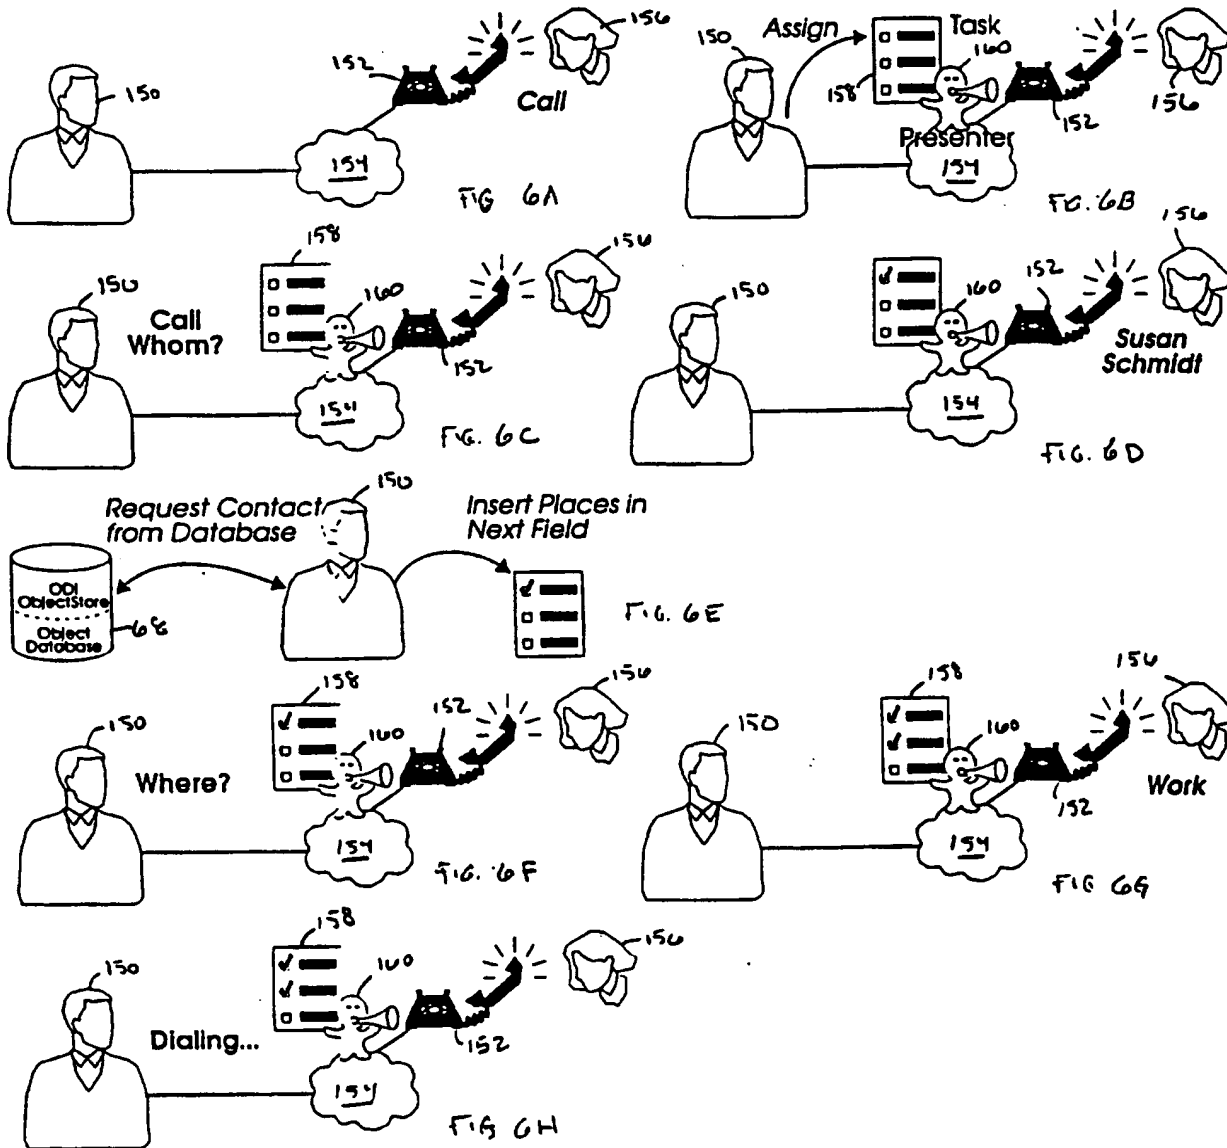 150
152
156
Call
154
FIG 6A
Assign
Task
150
158
160
152
156
Presenter
154
FIG. 6B
150
Call
Whom?
158
160
152
156
154
FIG. 6C
150
160
152
156
Susan
Schmidt
154
FIG. 6D
Request Contact
from Database
150
Insert Places in
Next Field
ODI
ObjectStore
Object
Database
68
FIG. 6E
150
Where?
158
160
152
156
154
FIG. 6F
150
158
160
152
156
Work
154
FIG 6G
150
Dialing...
158
160
152
156
154
FIG 6H